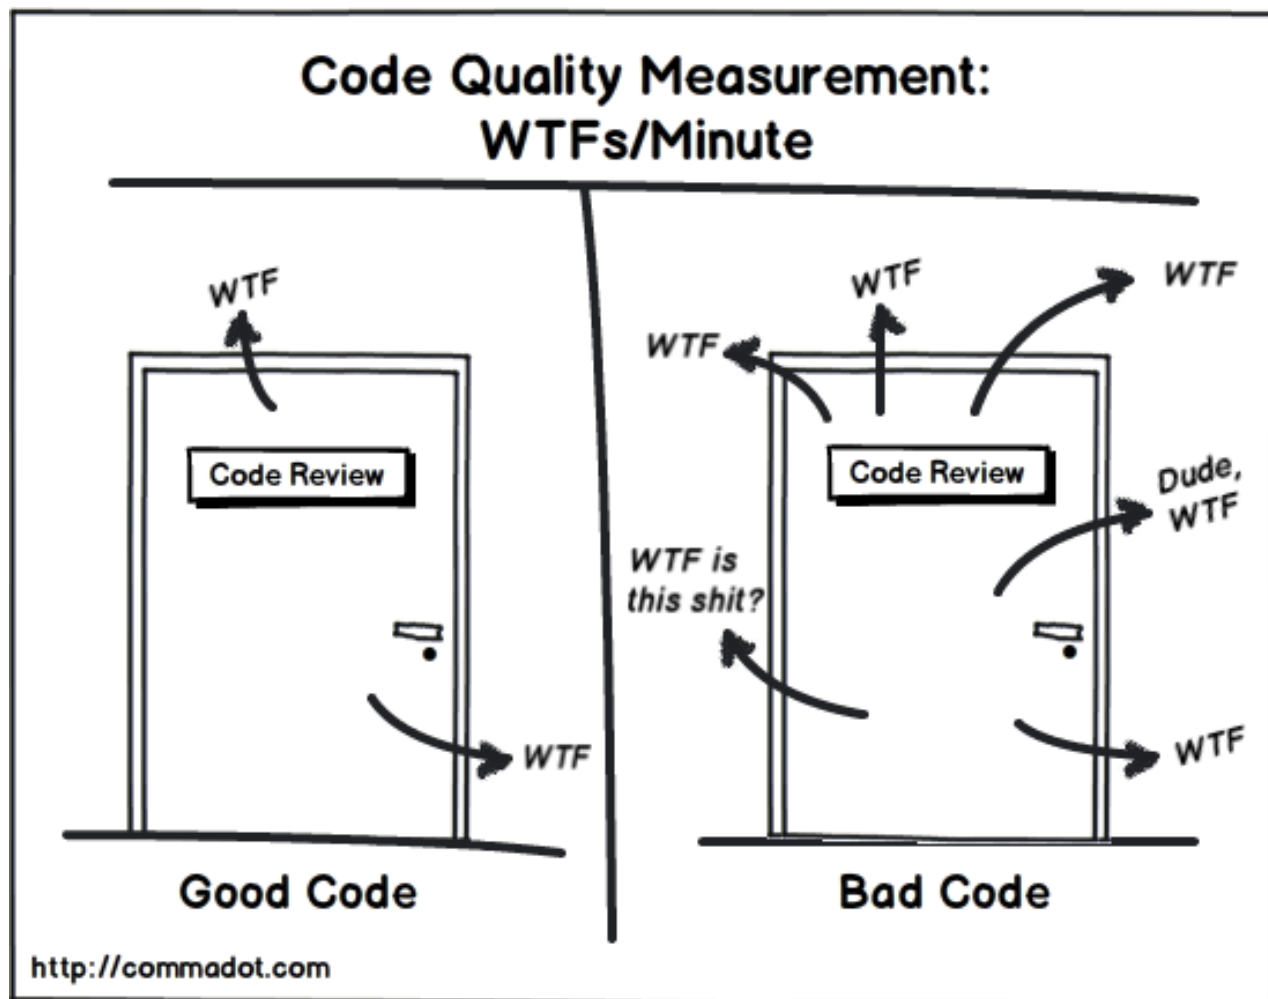 Code Quality Measurement:
WTFs/Minute
WTF
Code Review
WTF
Good Code
WTF
WTF
WTF
Code Review
Dude,
WTF
WTF is
this shit?
WTF
Bad Code
http://commadot.com